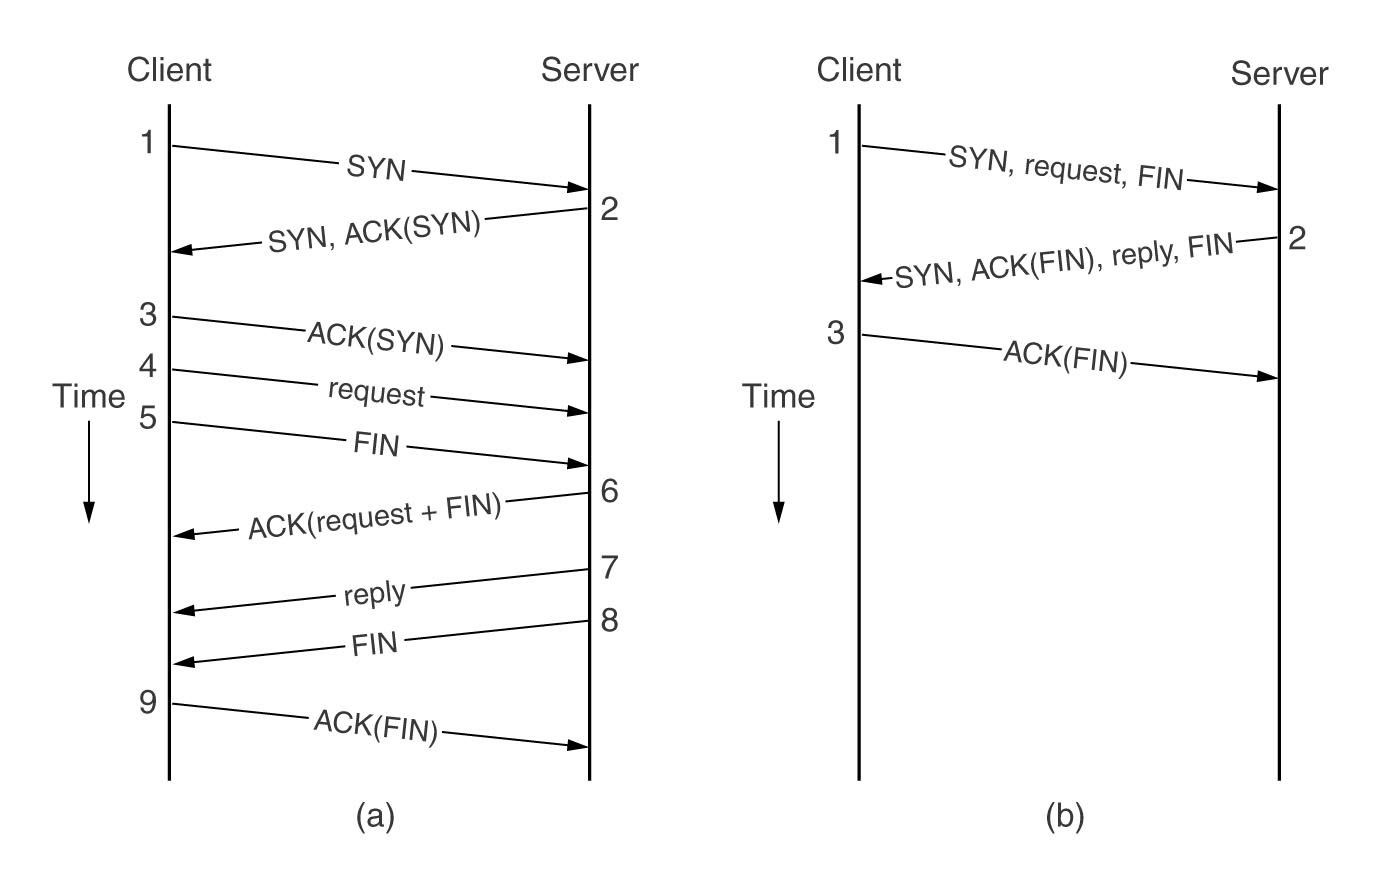 Client
Server
1
SYN
2
SYN, ACK(SYN)
3
ACK(SYN)
4
request
Time
5
FIN
6
ACK(request + FIN)
7
reply
8
FIN
9
ACK(FIN)
(a)
Client
Server
1
SYN, request, FIN
2
SYN, ACK(FIN), reply, FIN
3
ACK(FIN)
Time
(b)